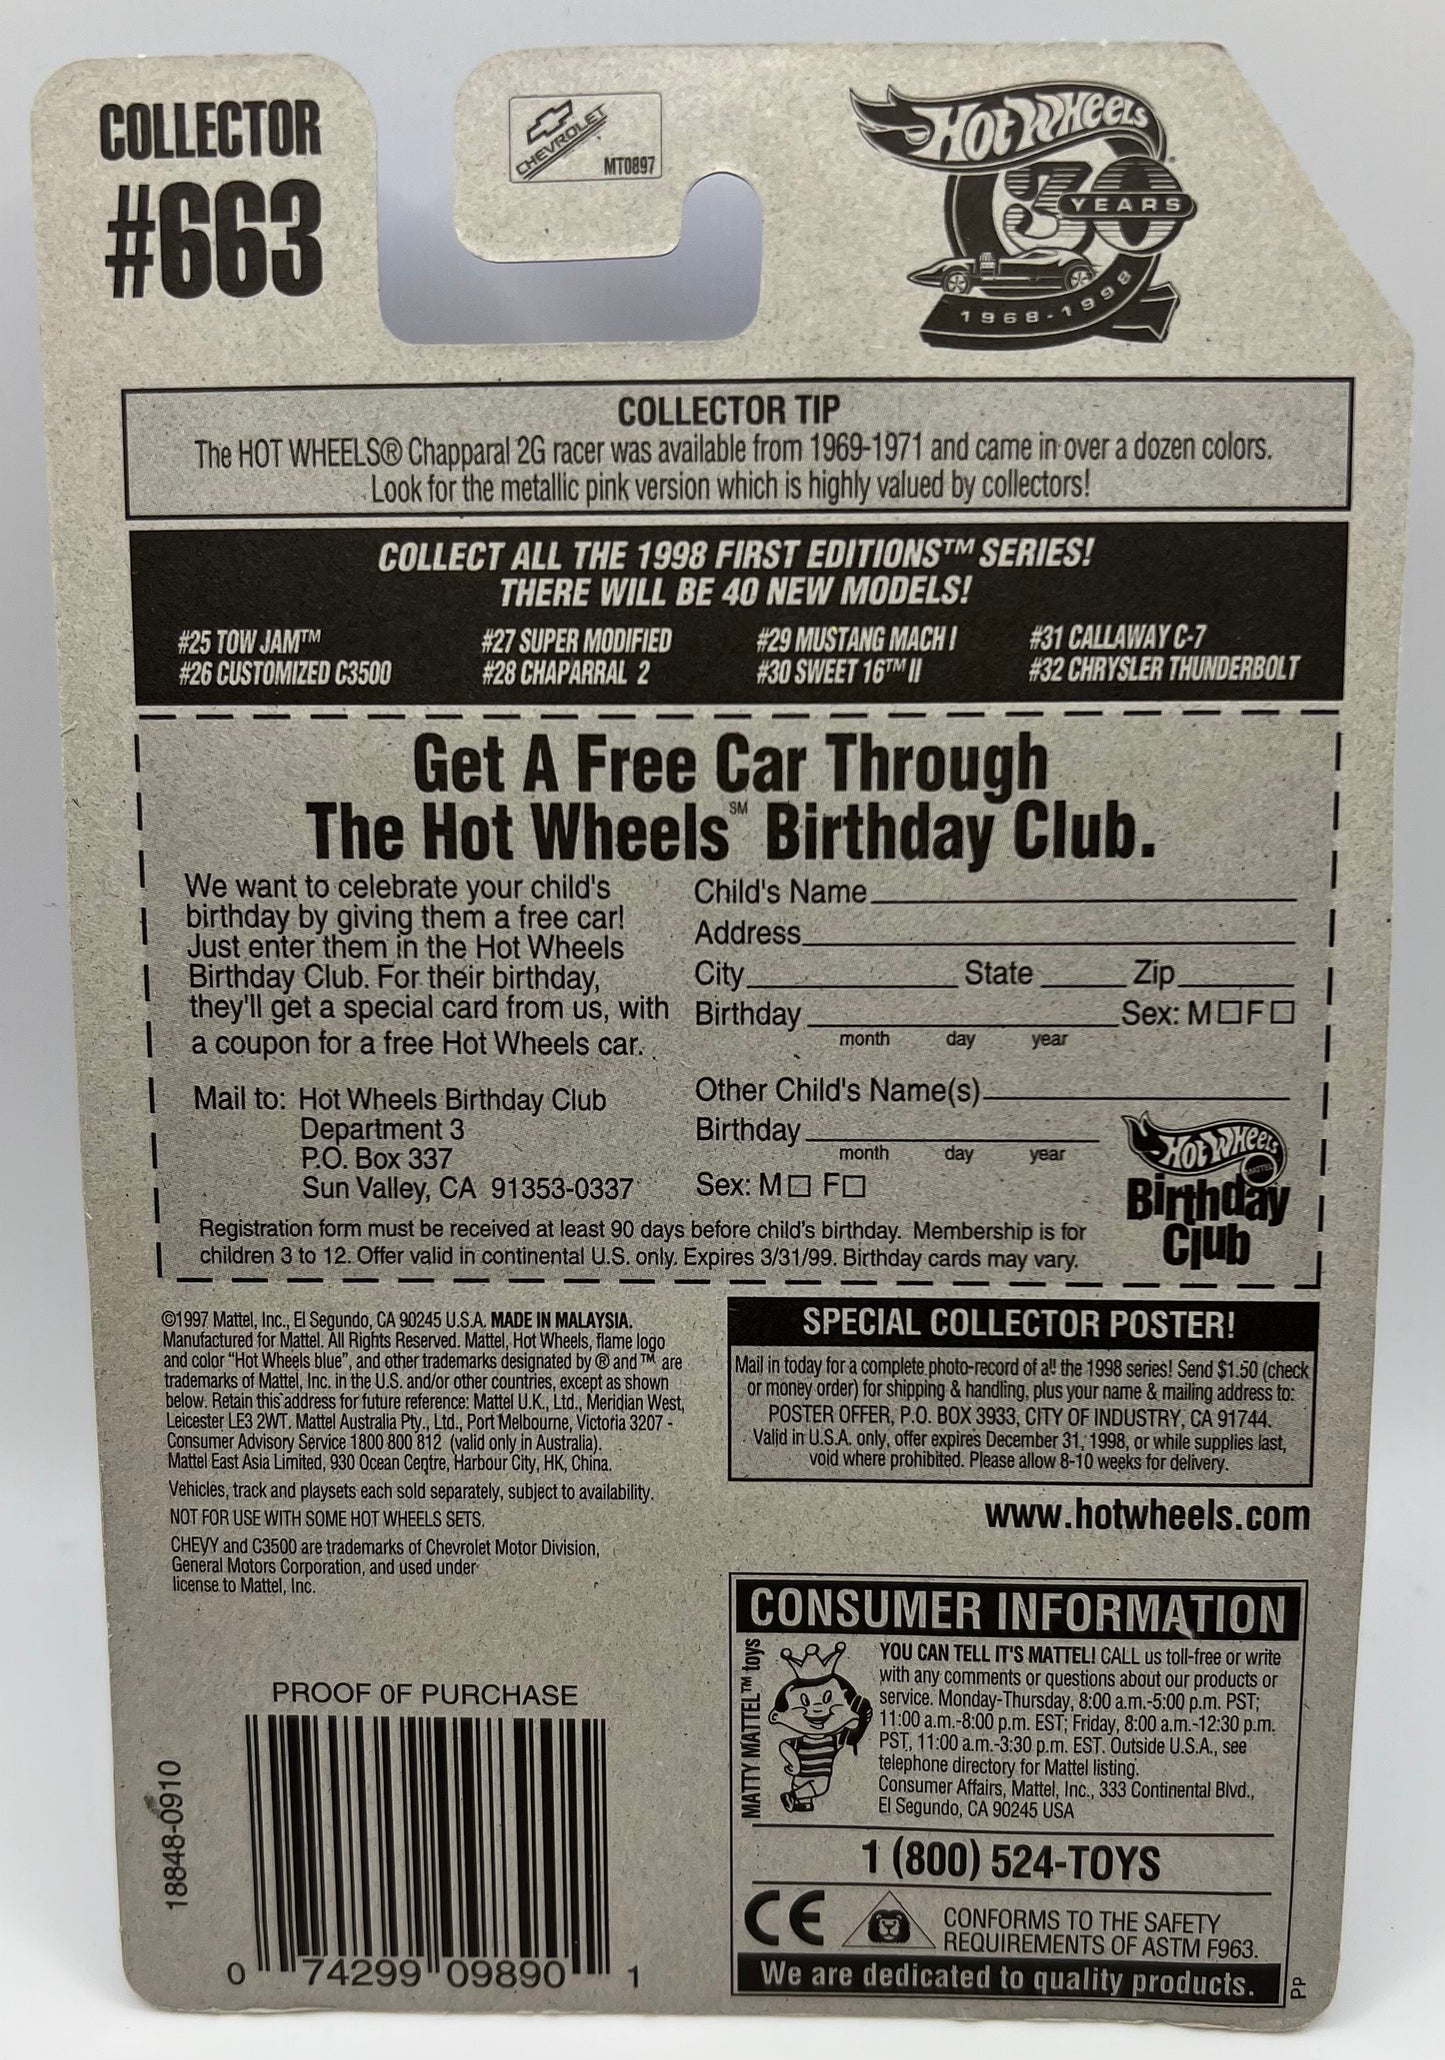 COLLECTOR
#663
CHEVROLET
MT0897
HOT WHEELS
30
YEARS
1968-1998
COLLECTOR TIP
The HOT WHEELS® Chapparal 2G racer was available from 1969-1971 and came in over a dozen colors.
Look for the metallic pink version which is highly valued by collectors!
COLLECT ALL THE 1998 FIRST EDITIONS™ SERIES!
THERE WILL BE 40 NEW MODELS!
#25 TOW JAM™
#26 CUSTOMIZED C3500
#27 SUPER MODIFIED
#28 CHAPARRAL 2
#29 MUSTANG MACH I
#30 SWEET 16™ II
#31 CALLAWAY C-7
#32 CHRYSLER THUNDERBOLT
Get A Free Car Through
The Hot Wheels℠ Birthday Club.
We want to celebrate your child's
birthday by giving them a free car!
Just enter them in the Hot Wheels
Birthday Club. For their birthday,
they'll get a special card from us, with
a coupon for a free Hot Wheels car.
Mail to: Hot Wheels Birthday Club
Department 3
P.O. Box 337
Sun Valley, CA 91353-0337
Child's Name
Address
City State Zip
Birthday Sex: M☐F☐
month day year
Other Child's Name(s)
Birthday
month day year
Sex: M☐ F☐
HOT WHEELS
MATTEL
Birthday
Club
Registration form must be received at least 90 days before child's birthday. Membership is for
children 3 to 12. Offer valid in continental U.S. only. Expires 3/31/99. Birthday cards may vary.
©1997 Mattel, Inc., El Segundo, CA 90245 U.S.A. MADE IN MALAYSIA.
Manufactured for Mattel. All Rights Reserved. Mattel, Hot Wheels, flame logo
and color "Hot Wheels blue", and other trademarks designated by ® and ™ are
trademarks of Mattel, Inc. in the U.S. and/or other countries, except as shown
below. Retain this address for future reference: Mattel U.K., Ltd., Meridian West,
Leicester LE3 2WT. Mattel Australia Pty., Ltd., Port Melbourne, Victoria 3207 -
Consumer Advisory Service 1800 800 812 (valid only in Australia).
Mattel East Asia Limited, 930 Ocean Centre, Harbour City, HK, China.
Vehicles, track and playsets each sold separately, subject to availability.
NOT FOR USE WITH SOME HOT WHEELS SETS.
CHEVY and C3500 are trademarks of Chevrolet Motor Division,
General Motors Corporation, and used under
license to Mattel, Inc.
SPECIAL COLLECTOR POSTER!
Mail in today for a complete photo-record of all the 1998 series! Send $1.50 (check
or money order) for shipping & handling, plus your name & mailing address to:
POSTER OFFER, P.O. BOX 3933, CITY OF INDUSTRY, CA 91744.
Valid in U.S.A. only, offer expires December 31, 1998, or while supplies last,
void where prohibited. Please allow 8-10 weeks for delivery.
www.hotwheels.com
CONSUMER INFORMATION
MATTY MATTEL™ toys
YOU CAN TELL IT'S MATTEL! CALL us toll-free or write
with any comments or questions about our products or
service. Monday-Thursday, 8:00 a.m.-5:00 p.m. PST;
11:00 a.m.-8:00 p.m. EST; Friday, 8:00 a.m.-12:30 p.m.
PST, 11:00 a.m.-3:30 p.m. EST. Outside U.S.A., see
telephone directory for Mattel listing.
Consumer Affairs, Mattel, Inc., 333 Continental Blvd.,
El Segundo, CA 90245 USA
1 (800) 524-TOYS
CE
CONFORMS TO THE SAFETY
REQUIREMENTS OF ASTM F963.
We are dedicated to quality products.
PP
PROOF OF PURCHASE
18848-0910
0 74299 09890 1